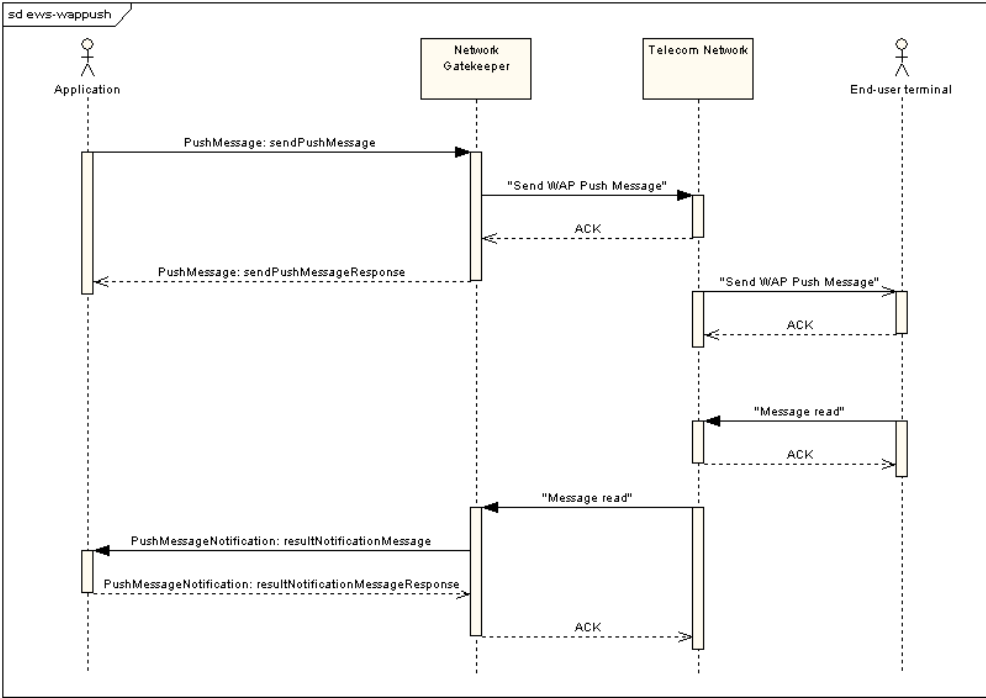 sd ews-wappush
Network
Gatekeeper
Telecom Network
Application
End-user terminal
PushMessage: sendPushMessage
"Send WAP Push Message"
ACK
PushMessage: sendPushMessageResponse
"Send WAP Push Message"
ACK
"Message read"
ACK
"Message read"
PushMessageNotification: resultNotificationMessage
PushMessageNotification: resultNotificationMessageResponse
ACK